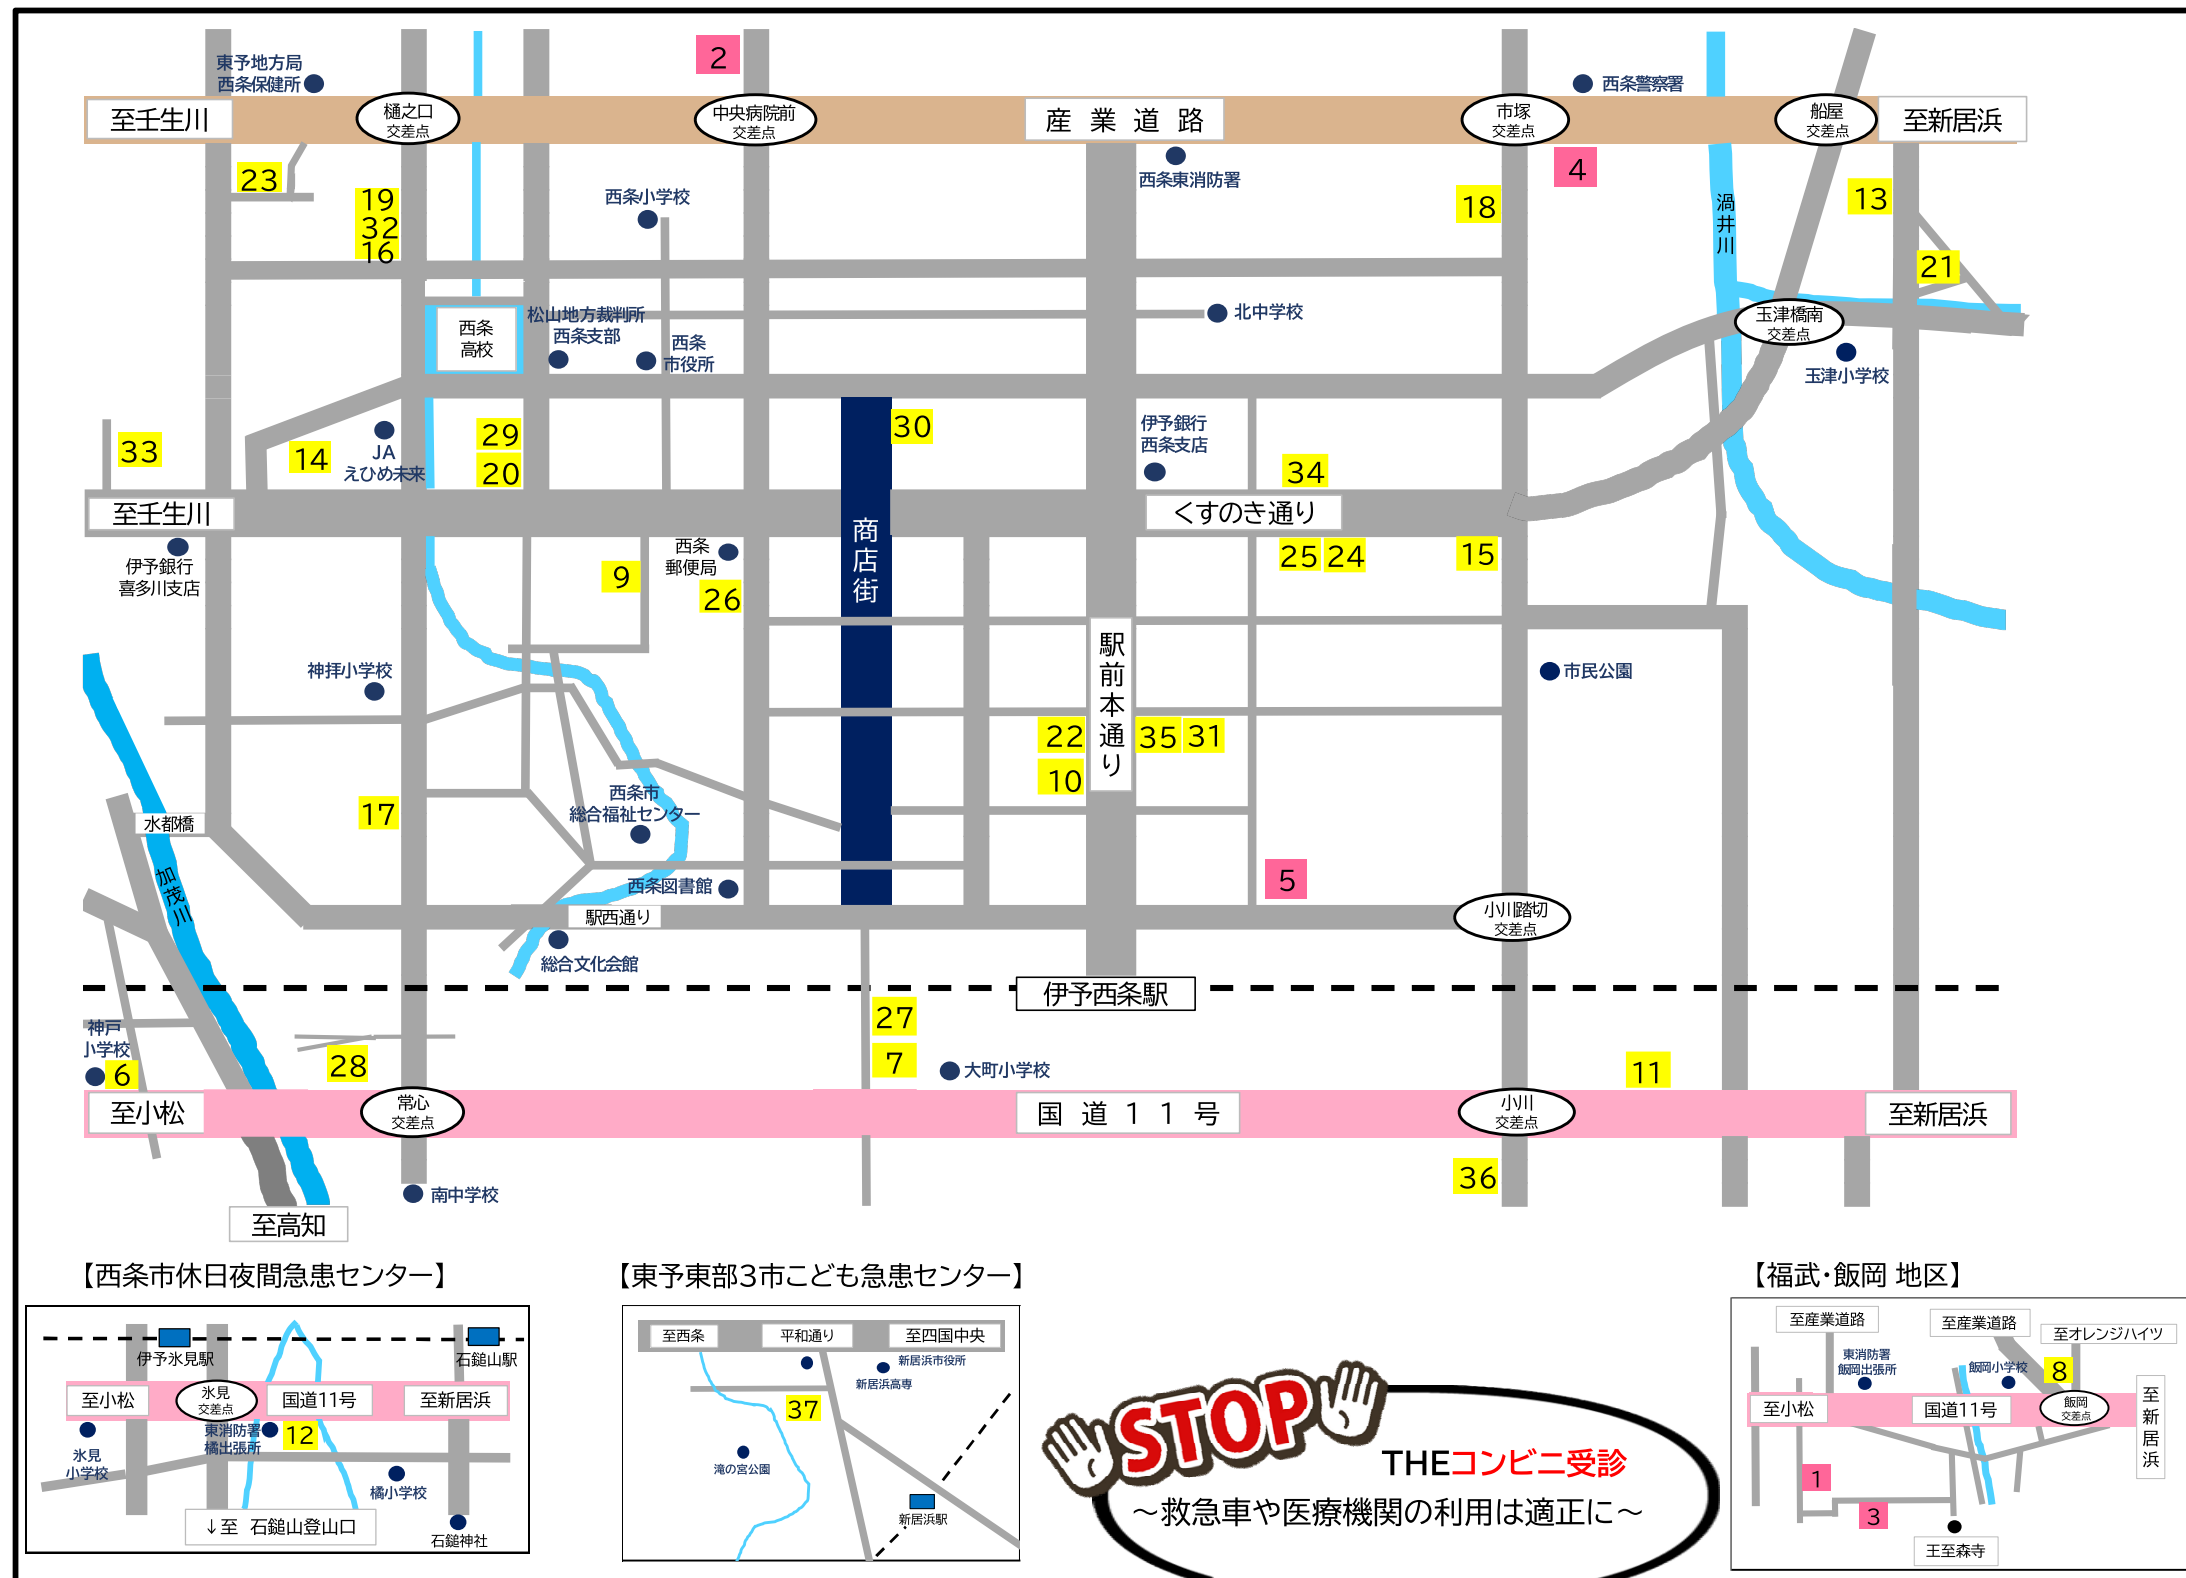 2
東予地方局
西条保健所
西条警察署
至壬生川
樋之口
交差点
中央病院前
交差点
産業道路
市塚
交差点
船屋
交差点
至新居浜
西条東消防署
4
23
19
32
16
西条小学校
18
13
渦井川
21
松山地方裁判所
西条支部
西条
高校
西条
市役所
北中学校
玉津橋南
交差点
玉津小学校
33
14
JA
えひめ未来
29
20
30
伊予銀行
西条支店
34
至壬生川
商店街
くすのき通り
伊予銀行
喜多川支店
9
西条
郵便局
26
25
24
15
神拝小学校
駅前本通り
市民公園
22
10
35
31
17
水都橋
加茂川
西条市
総合福祉センター
西条図書館
5
駅西通り
総合文化会館
小川踏切
交差点
伊予西条駅
神戸
小学校
6
28
27
7
大町小学校
11
至小松
常心
交差点
国道11号
小川
交差点
至新居浜
南中学校
36
至高知
【西条市休日夜間急患センター】
伊予氷見駅
石鎚山駅
至小松
氷見
交差点
国道11号
至新居浜
氷見
小学校
東消防署
橘出張所
12
橘小学校
↓至 石鎚山登山口
石鎚神社
【東予東部3市こども急患センター】
至西条
平和通り
至四国中央
新居浜市役所
新居浜高専
37
滝の宮公園
新居浜駅
STOP
THEコンビニ受診
～救急車や医療機関の利用は適正に～
【福武・飯岡 地区】
至産業道路
至産業道路
至オレンジハイツ
東消防署
飯岡出張所
飯岡小学校
8
至小松
国道11号
飯岡
交差点
至新居浜
1
3
王至森寺